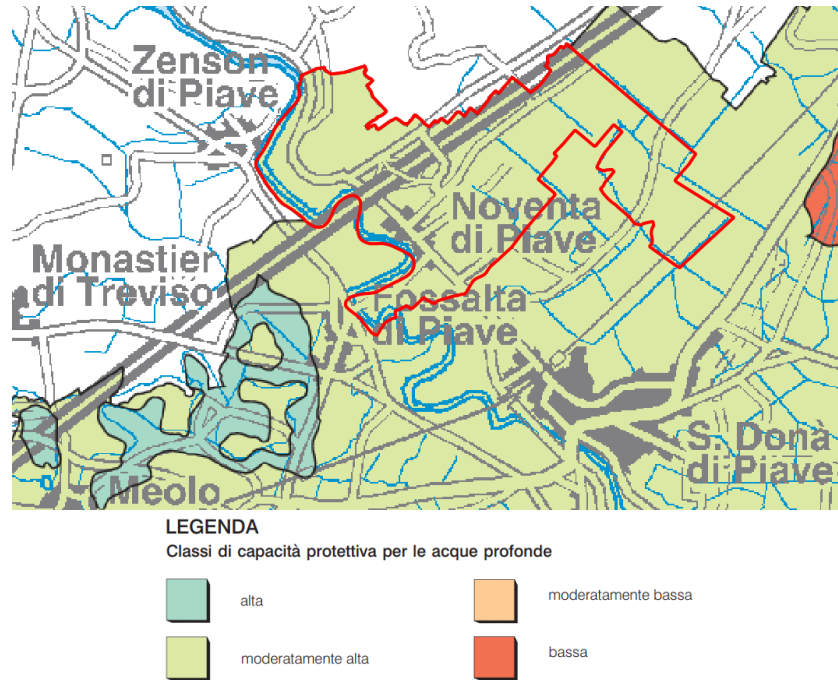 Zenson
di Piave
Noventa
di Piave
Monastier
di Treviso
Fossalta
di Piave
S. Donà
di Piave
Meolo
LEGENDA
Classi di capacità protettiva per le acque profonde
alta
moderatamente bassa
moderatamente alta
bassa